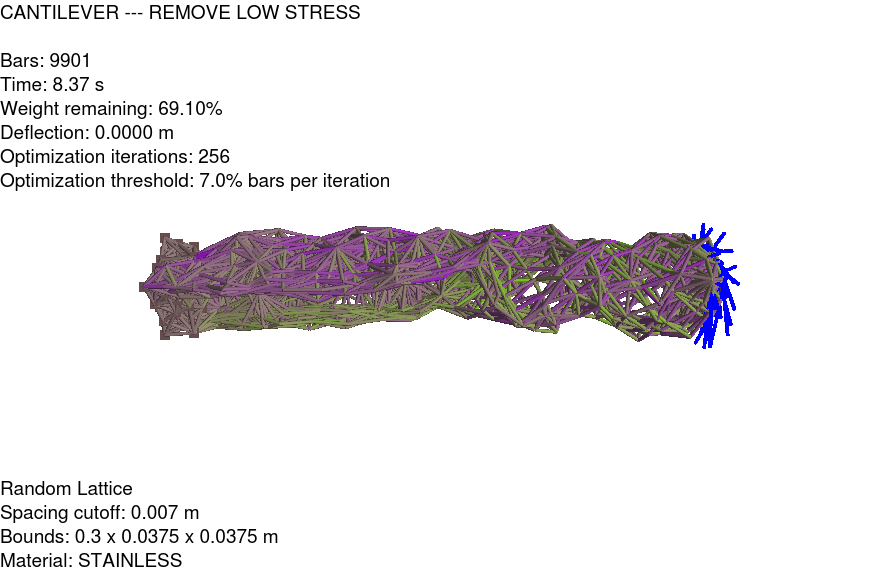 CANTILEVER --- REMOVE LOW STRESS
Bars: 9901
Time: 8.37 s
Weight remaining: 69.10%
Deflection: 0.0000 m
Optimization iterations: 256
Optimization threshold: 7.0% bars per iteration
Random Lattice
Spacing cutoff: 0.007 m
Bounds: 0.3 x 0.0375 x 0.0375 m
Material: STAINLESS